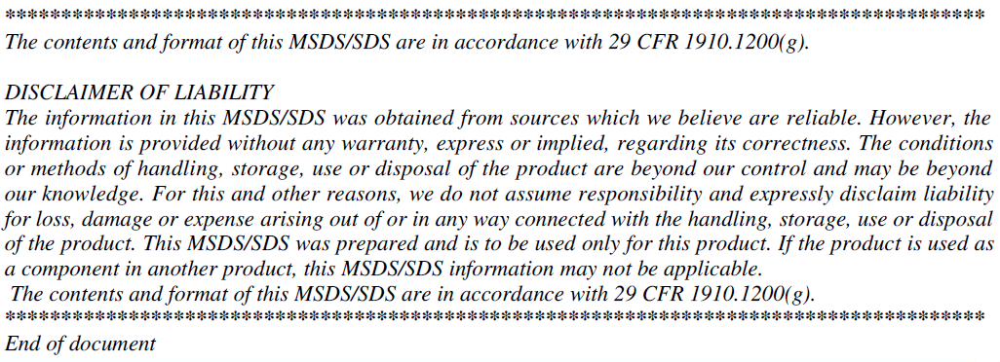 ****************************************************************************************
The contents and format of this MSDS/SDS are in accordance with 29 CFR 1910.1200(g).
DISCLAIMER OF LIABILITY
The information in this MSDS/SDS was obtained from sources which we believe are reliable. However, the
information is provided without any warranty, express or implied, regarding its correctness. The conditions
or methods of handling, storage, use or disposal of the product are beyond our control and may be beyond
our knowledge. For this and other reasons, we do not assume responsibility and expressly disclaim liability
for loss, damage or expense arising out of or in any way connected with the handling, storage, use or disposal
of the product. This MSDS/SDS was prepared and is to be used only for this product. If the product is used as
a component in another product, this MSDS/SDS information may not be applicable.
The contents and format of this MSDS/SDS are in accordance with 29 CFR 1910.1200(g).
****************************************************************************************
End of document